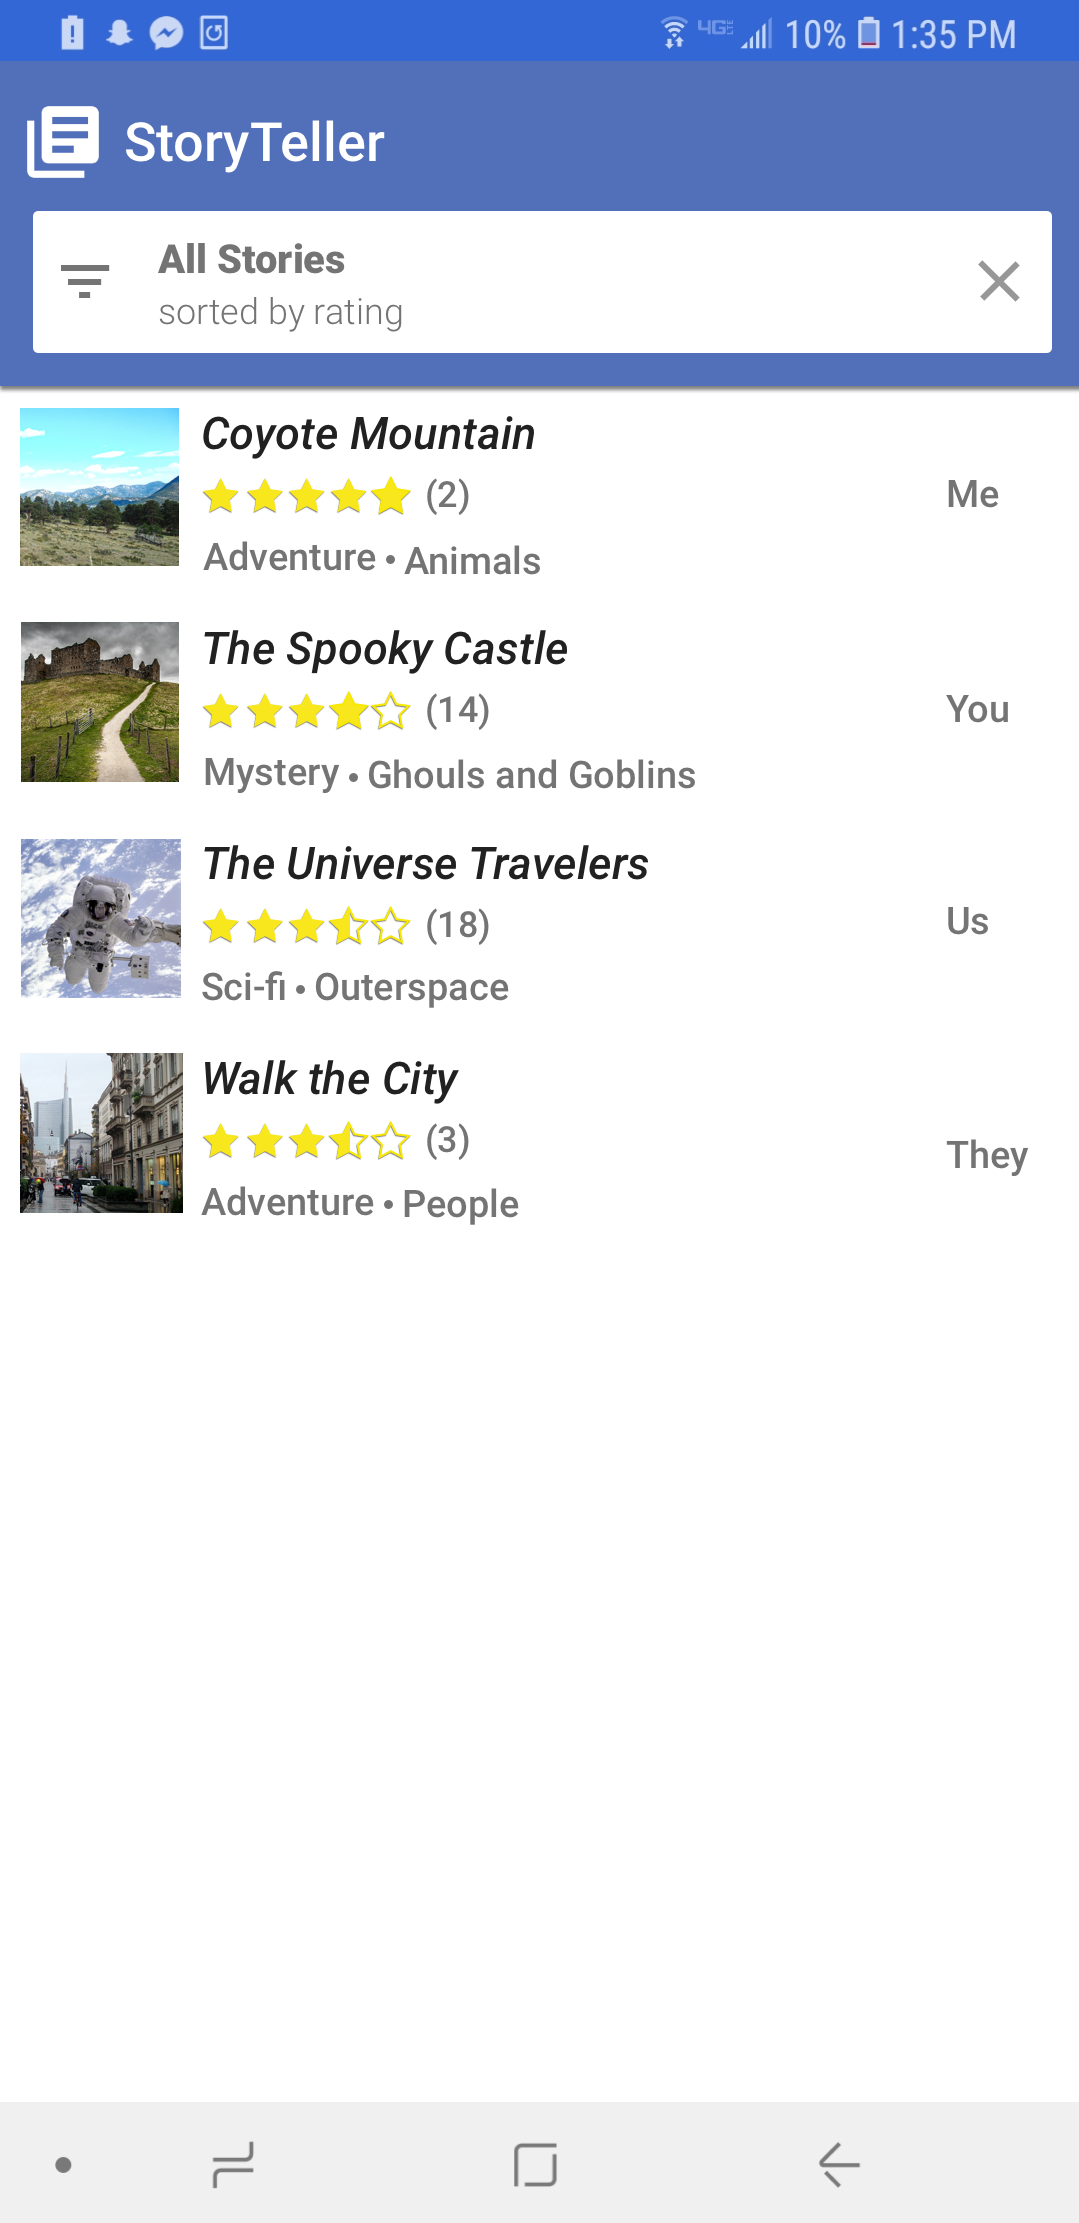 4GE 10% 1:35 PM
StoryTeller
All Stories
sorted by rating
Coyote Mountain
(2)
Me
Adventure • Animals
The Spooky Castle
(14)
You
Mystery • Ghouls and Goblins
The Universe Travelers
(18)
Us
Sci-fi • Outerspace
Walk the City
(3)
They
Adventure • People